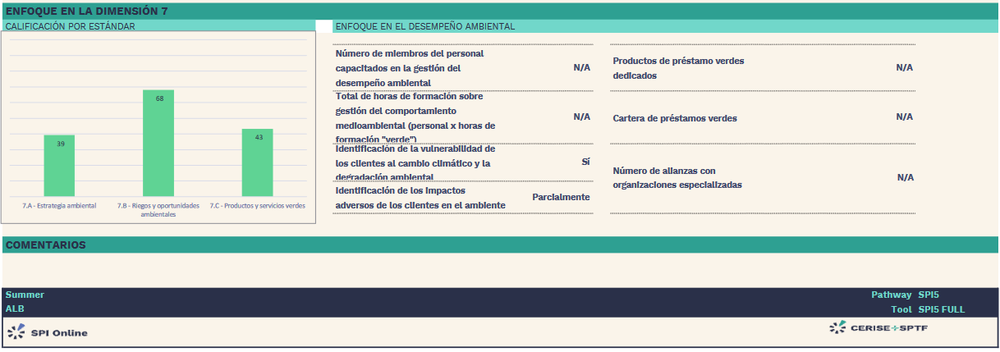 ENFOQUE EN LA DIMENSIÓN 7
CALIFICACIÓN POR ESTÁNDAR
39
68
43
7.A - Estrategia ambiental
7.B - Riegos y oportunidades
ambientales
7.C - Productos y servicios verdes
ENFOQUE EN EL DESEMPEÑO AMBIENTAL
Número de miembros del personal
capacitados en la gestión del
desempeño ambiental
N/A
Total de horas de formación sobre
gestión del comportamiento
medioambiental (personal x horas de
formación "verde")
N/A
Identificación de la vulnerabilidad de
los clientes al cambio climático y la
degradación ambiental
Sí
Identificación de los impactos
adversos de los clientes en el ambiente
Parcialmente
Productos de préstamo verdes
dedicados
N/A
Cartera de préstamos verdes
N/A
Número de alianzas con
organizaciones especializadas
N/A
COMENTARIOS
Summer
ALB
Pathway SPI5
Tool SPI5 FULL
SPI Online
CERISE+SPTF